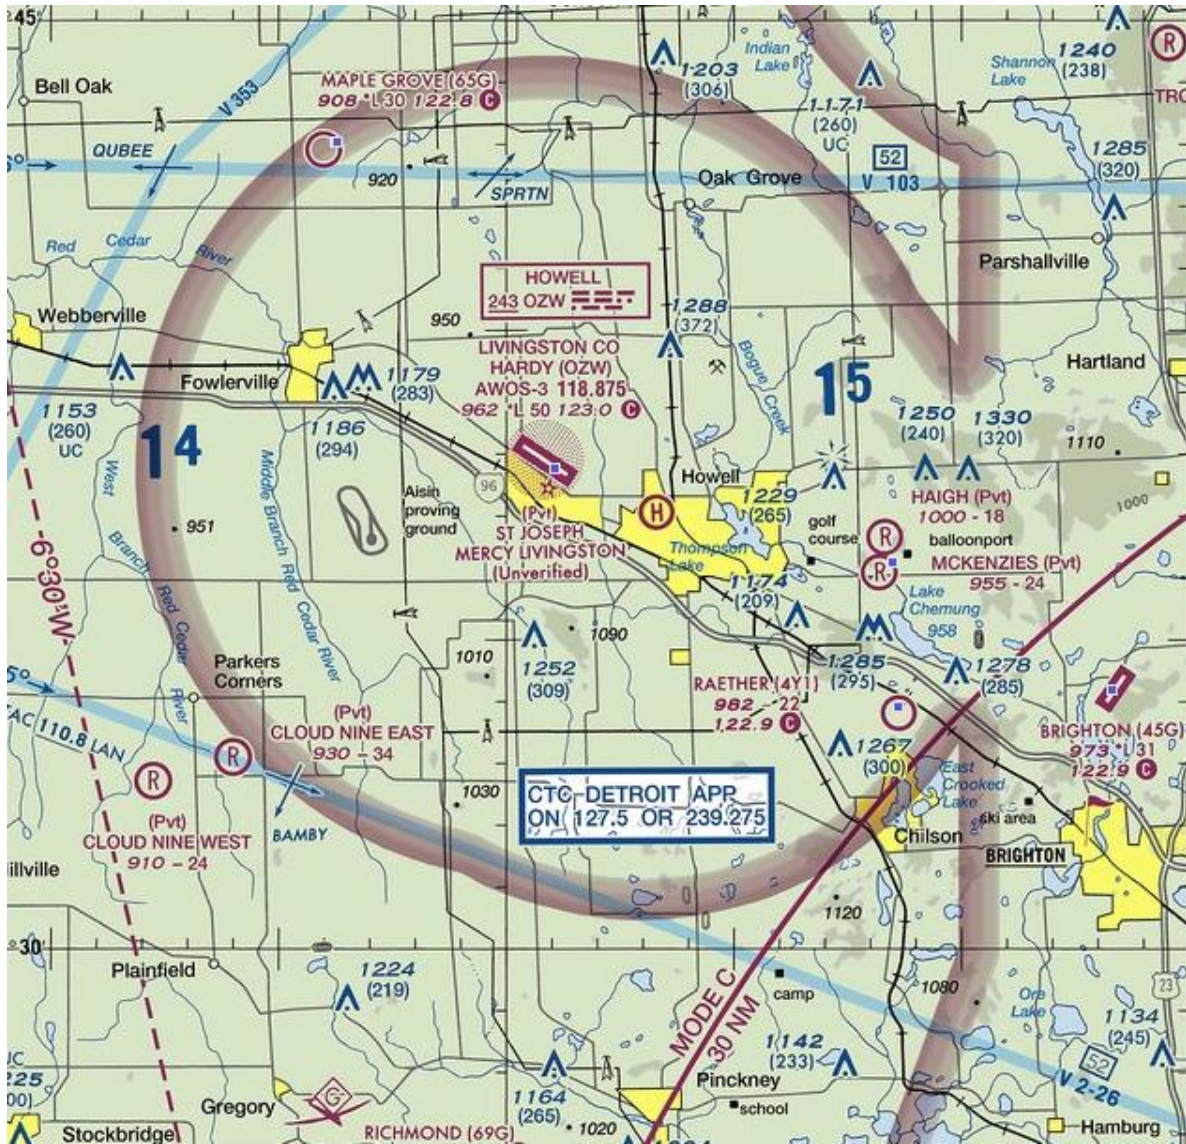 45'
Bell Oak
V 353
MAPLE GROVE (65G)
908 *L 30 122.8 C
1203
(306)
Indian
Lake
1171
(260)
UC
Shannon
Lake
1240
(238)
R
TRO
QUBEE
920
SPRTN
Oak Grove
52
V 103
1285
(320)
Red Cedar River
Parshallville
HOWELL
243 OZW
Webberville
950
1288
(372)
LIVINGSTON CO
HARDY (OZW)
AWOS-3 118.875
962 *L 50 123.0 C
Bogue Creek
15
Hartland
Fowlerville
1179
(283)
1186
(294)
1153
(260)
UC
14
1250
(240)
1330
(320)
1110
96
Howell
1229
(265)
HAIGH (Pvt)
1000 - 18
1000
Aisin
proving
ground
951
H
golf
course
R
balloonport
(Pvt)
ST JOSEPH
MERCY LIVINGSTON
(Unverified)
Thompson
Lake
R
MCKENZIES (Pvt)
955 - 24
6°30'W
West Branch Red Cedar River
Middle Branch Red Cedar River
1174
(209)
Lake
Chemung
958
1090
1010
1252
(309)
Parkers
Corners
1285
(295)
1278
(285)
RAETHER (4Y1)
982 - 22
122.9 C
5°
TAC 110.8 LAN
(Pvt)
CLOUD NINE EAST
930 - 34
R
R
BRIGHTON (45G)
973 *L 31
122.9 C
1267
(300)
East
Crooked
Lake
1030
CTC DETROIT APP
ON 127.5 OR 239.275
ski area
BAMBY
(Pvt)
CLOUD NINE WEST
910 - 24
Chilson
BRIGHTON
illville
1120
30'
Plainfield
1224
(219)
camp
1080
23
Ore
Lake
1134
(245)
MODE C
30 NM
1142
(233)
52
V 2-26
UC
225
00)
1164
(265)
Pinckney
school
Gregory
G
Stockbridge
RICHMOND (69G)
1020
Hamburg